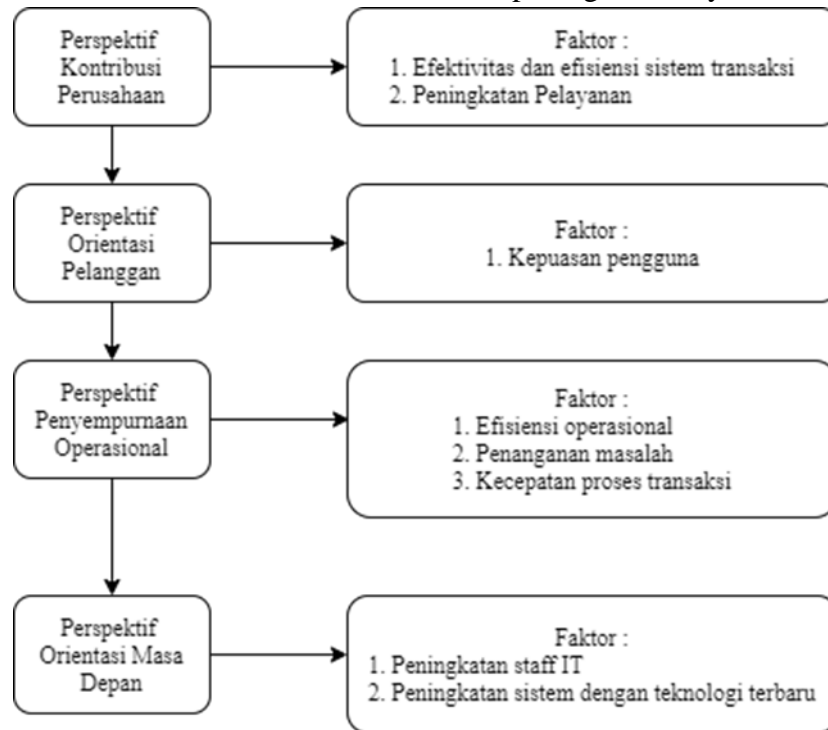 Perspektif
Kontribusi
Perusahaan
Faktor :
1. Efektivitas dan efisiensi sistem transaksi
2. Peningkatan Pelayanan
Perspektif
Orientasi
Pelanggan
Faktor :
1. Kepuasan pengguna
Perspektif
Penyempurnaan
Operasional
Faktor :
1. Efisiensi operasional
2. Penanganan masalah
3. Kecepatan proses transaksi
Perspektif
Orientasi Masa
Depan
Faktor :
1. Peningkatan staff IT
2. Peningkatan sistem dengan teknologi terbaru